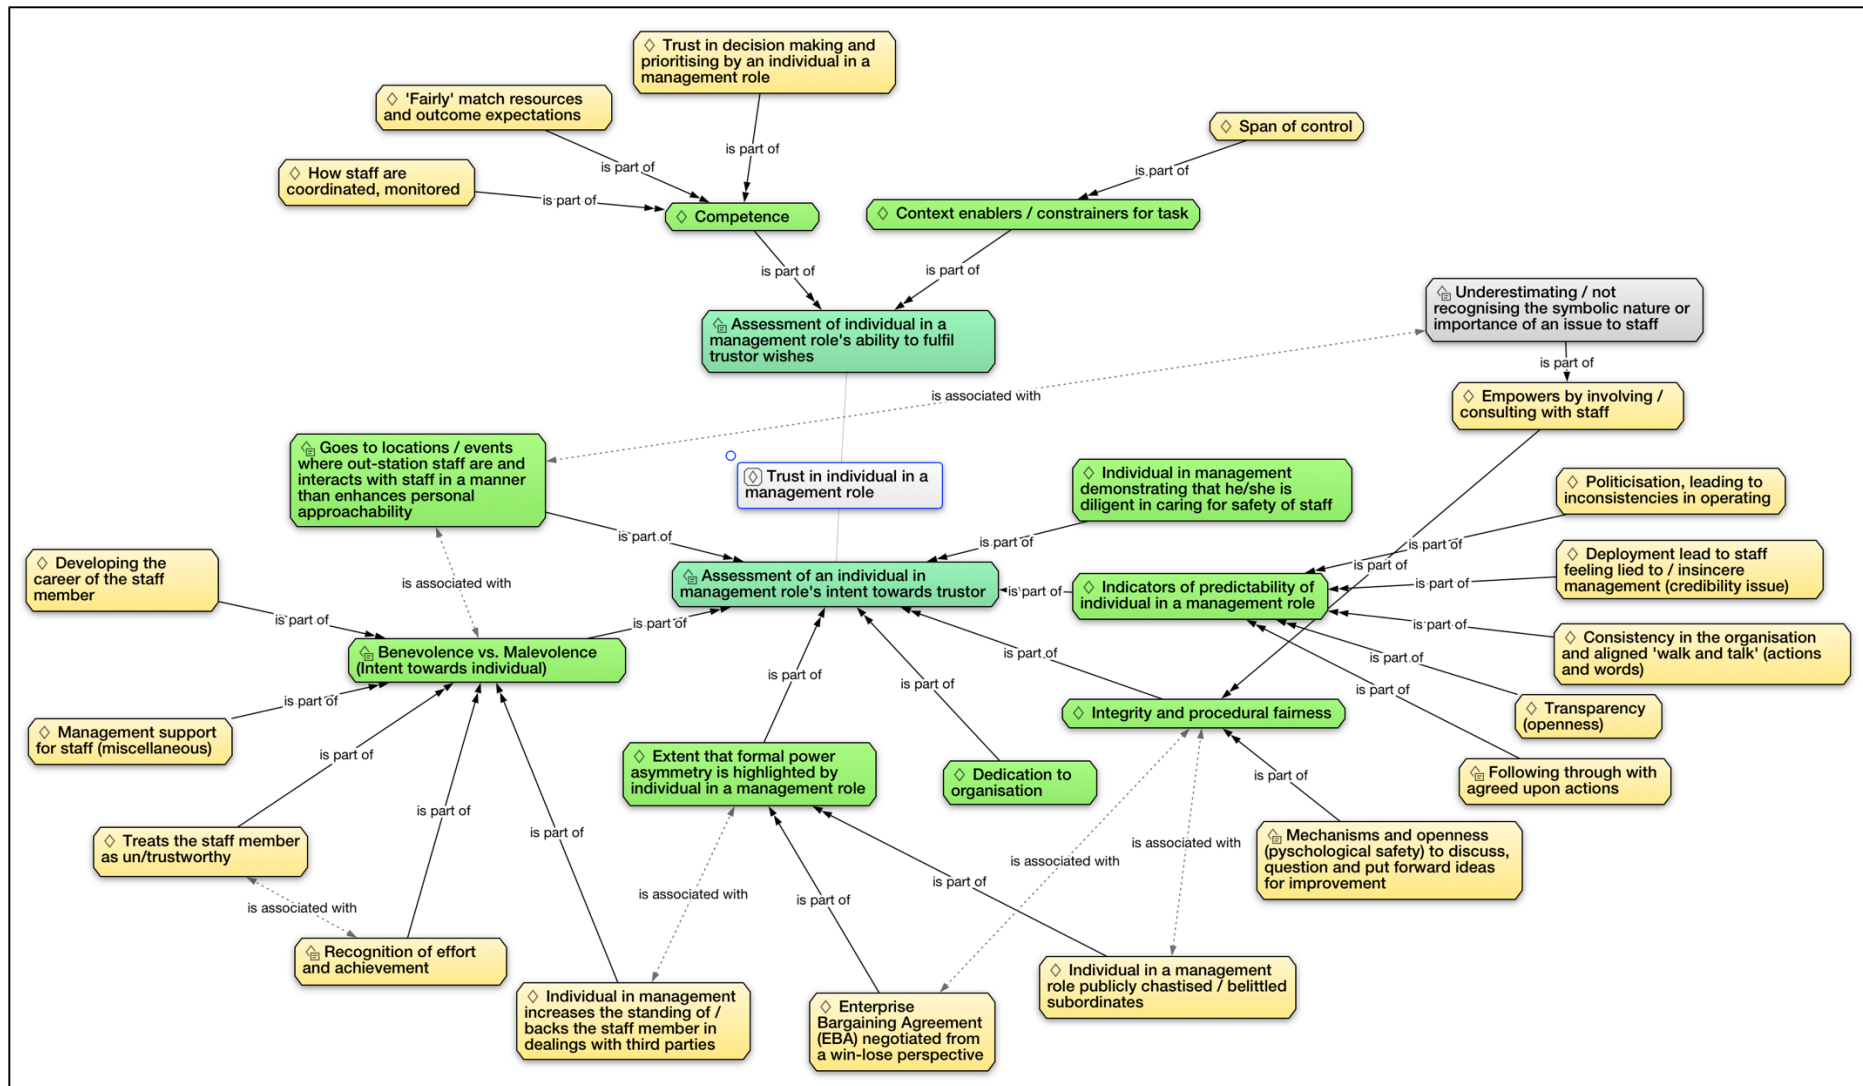 Trust in decision making and
prioritising by an individual in a
management role
'Fairly' match resources
and outcome expectations
Span of control
is part of
is part of
is part of
How staff are
coordinated, monitored
is part of
Competence
Context enablers / constrainers for task
is part of
is part of
Underestimating / not
recognising the symbolic nature or
importance of an issue to staff
Assessment of individual in a
management role's ability to fulfil
trustor wishes
is part of
is associated with
Empowers by involving /
consulting with staff
Goes to locations / events
where out-station staff are and
interacts with staff in a manner
than enhances personal
approachability
Trust in individual in a
management role
Individual in management
demonstrating that he/she is
diligent in caring for safety of staff
Politicisation, leading to
inconsistencies in operating
is part of
is part of
is part of
Developing the
career of the staff
member
is associated with
Assessment of an individual in
management role's intent towards trustor
is part of
Indicators of predictability of
individual in a management role
is part of
is part of
Deployment lead to staff
feeling lied to / insincere
management (credibility issue)
is part of
is part of
is part of
Consistency in the organisation
and aligned 'walk and talk' (actions
and words)
Benevolence vs. Malevolence
(Intent towards individual)
is part of
is part of
is part of
is part of
is part of
is part of
Management support
for staff (miscellaneous)
Integrity and procedural fairness
Transparency
(openness)
is part of
Extent that formal power
asymmetry is highlighted by
individual in a management role
Dedication to
organisation
is part of
Following through with
agreed upon actions
is part of
is part of
Treats the staff member
as un/trustworthy
is associated with
is associated with
Mechanisms and openness
(pyschological safety) to discuss,
question and put forward ideas
for improvement
is associated with
is part of
is part of
is associated with
Recognition of effort
and achievement
Individual in management
increases the standing of /
backs the staff member in
dealings with third parties
Enterprise
Bargaining Agreement
(EBA) negotiated from
a win-lose perspective
Individual in a management
role publicly chastised / belittled
subordinates